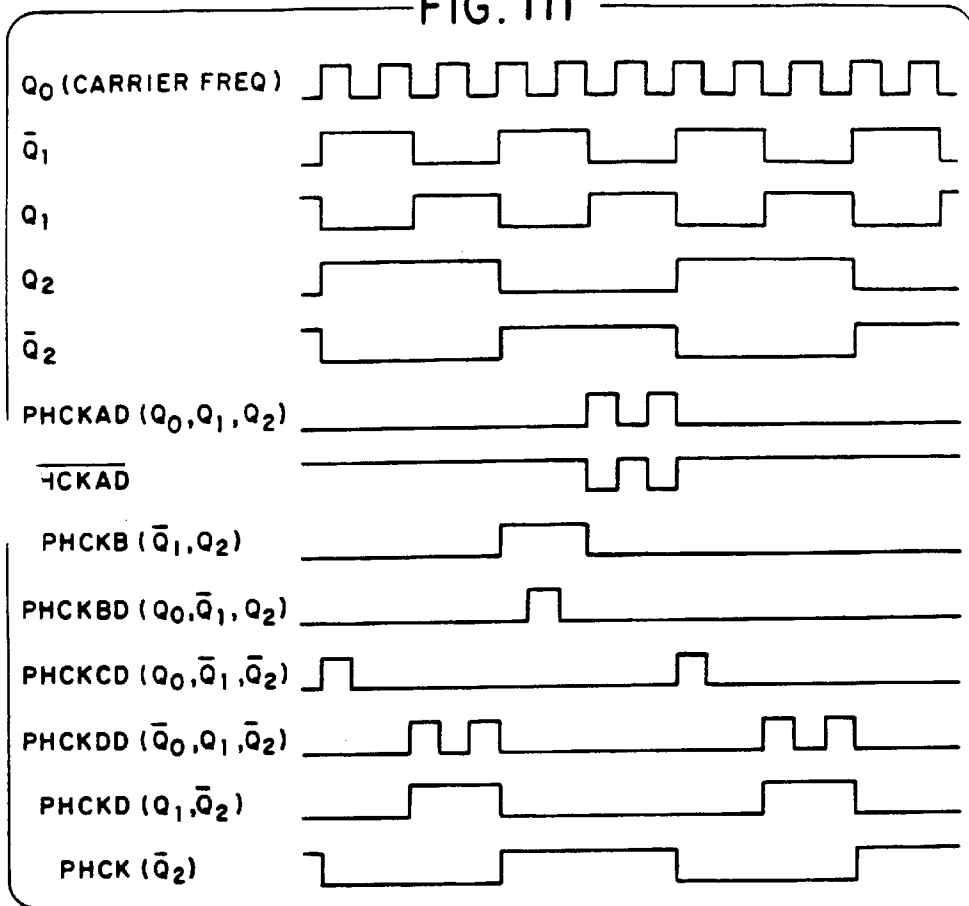 FIG. 111
Q0 (CARRIER FREQ)
Q̄1
Q1
Q2
Q̄2
PHCKAD (Q0, Q1, Q2)
HCKAD
PHCKB (Q̄1, Q2)
PHCKBD (Q0, Q̄1, Q2)
PHCKCD (Q0, Q̄1, Q̄2)
PHCKDD (Q̄0, Q1, Q̄2)
PHCKD (Q1, Q̄2)
PHCK (Q̄2)